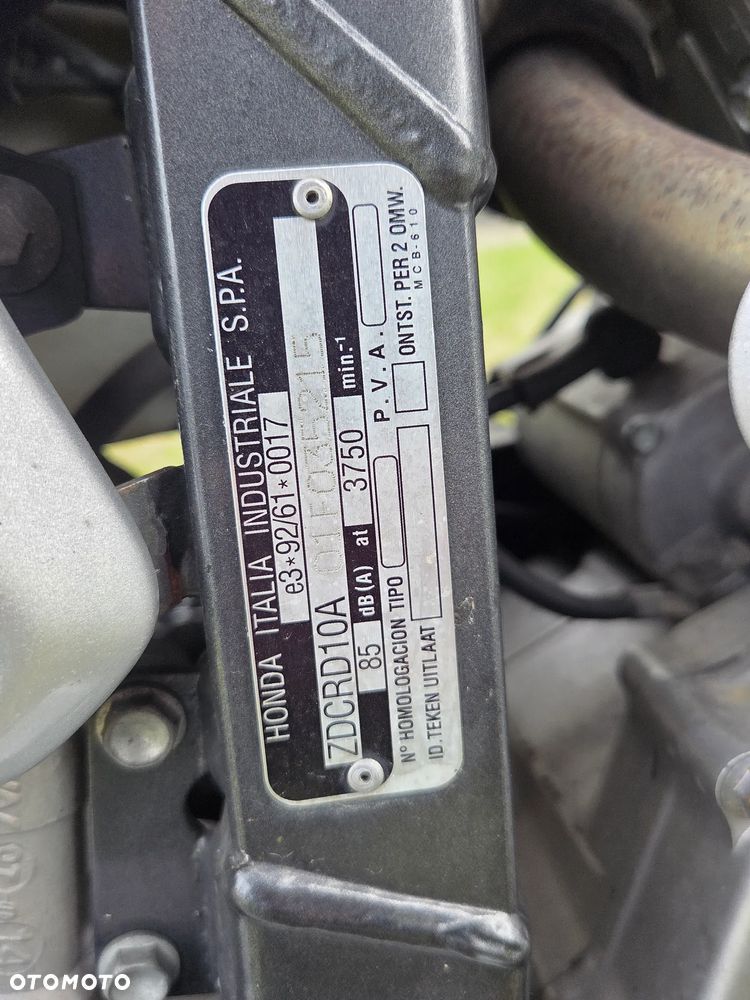 HONDA ITALIA INDUSTRIALE S.P.A.
e3*92/61*0017
ZDCRD10A 01F035215
85 dB(A) at 3750 min.-¹
P.V.A.
Nº HOMOLOGACION TIPO
ID.TEKEN UITLAAT ONTST. PER 2 OMW.
MCB-610
OTOMOTO